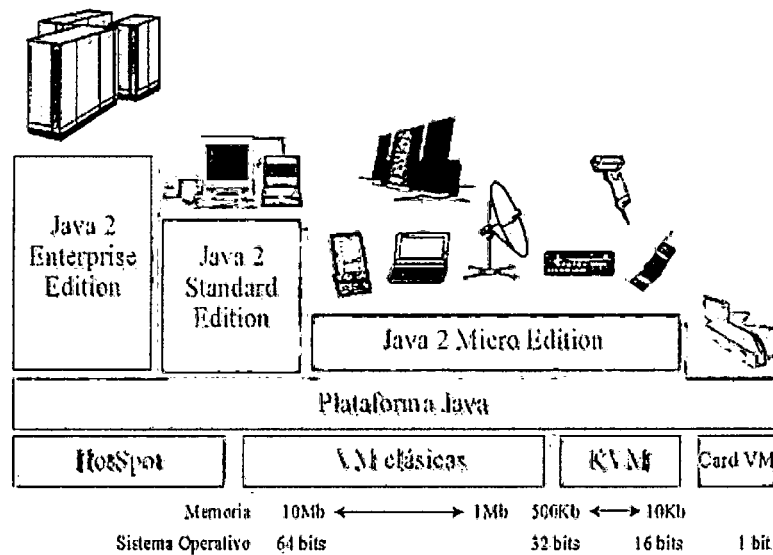 Java 2
Enterprise
Edition
Java 2
Standard
Edition
Java 2 Micro Edition
Plataforma Java
HotSpot
VM clásicas
KVM
Card VM
Memoria 10Mb 1Mb 500Kb 10Kb
Sistema Operativo 64 bits 32 bits 16 bits 1 bit